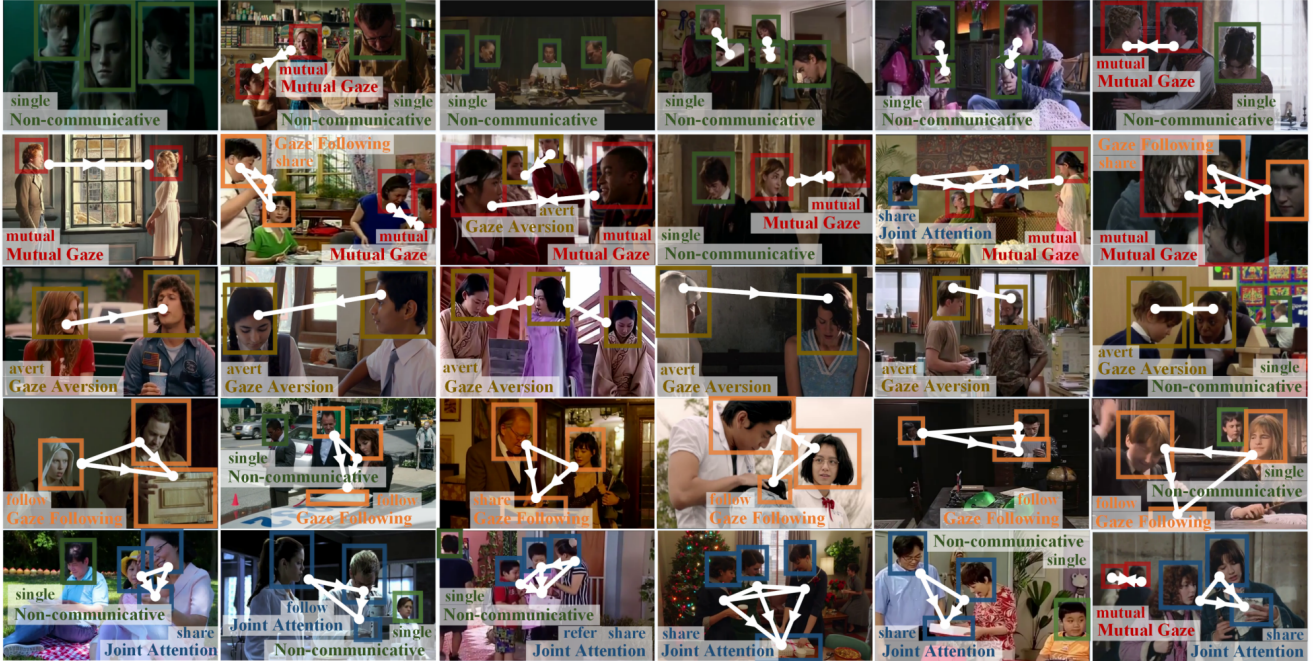 single
Non-communicative
mutual
Mutual Gaze
single
Non-communicative
single
Non-communicative
single
Non-communicative
single
Non-communicative
mutual
Mutual Gaze
single
Non-communicative
mutual
Mutual Gaze
Gaze Following
share
mutual
Mutual Gaze
avert
Gaze Aversion
mutual
Mutual Gaze
single
Non-communicative
mutual
Mutual Gaze
share
Joint Attention
mutual
Mutual Gaze
Gaze Following
share
mutual
Mutual Gaze
avert
Gaze Aversion
avert
Gaze Aversion
avert
Gaze Aversion
avert
Gaze Aversion
avert
Gaze Aversion
avert
Gaze Aversion
single
Non-communicative
follow
Gaze Following
single
Non-communicative
follow
Gaze Following
share
Gaze Following
follow
Gaze Following
follow
Gaze Following
single
Non-communicative
follow
Gaze Following
single
Non-communicative
share
Joint Attention
follow
Joint Attention
single
Non-communicative
single
Non-communicative
refer share
Joint Attention
share
Joint Attention
Non-communicative
single
share
Joint Attention
mutual
Mutual Gaze
share
Joint Attention